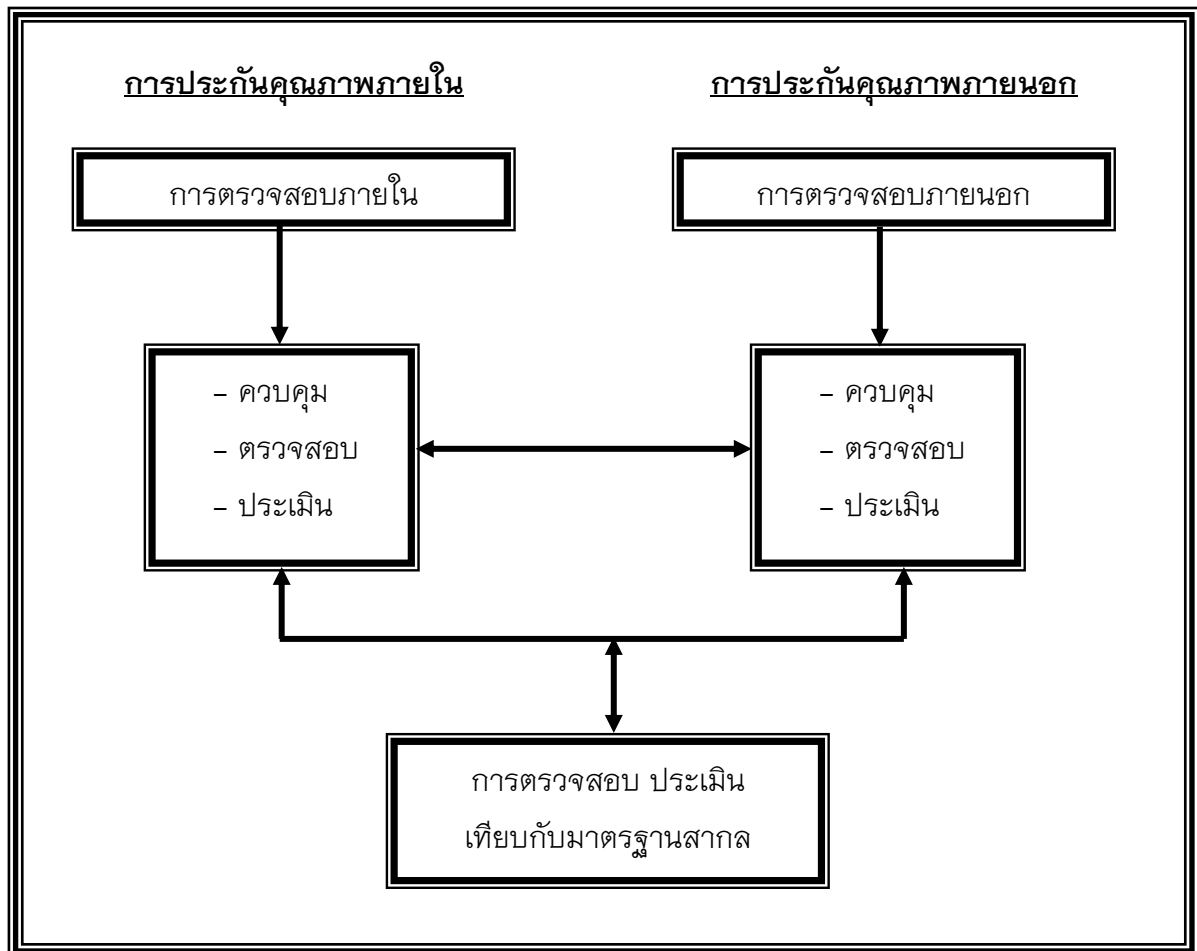 การประกันคุณภาพภายใน
การประกันคุณภาพภายนอก
การตรวจสอบภายใน
การตรวจสอบภายนอก
– ควบคุม
– ตรวจสอบ
– ประเมิน
– ควบคุม
– ตรวจสอบ
– ประเมิน
การตรวจสอบ ประเมิน
เทียบกับมาตรฐานสากล